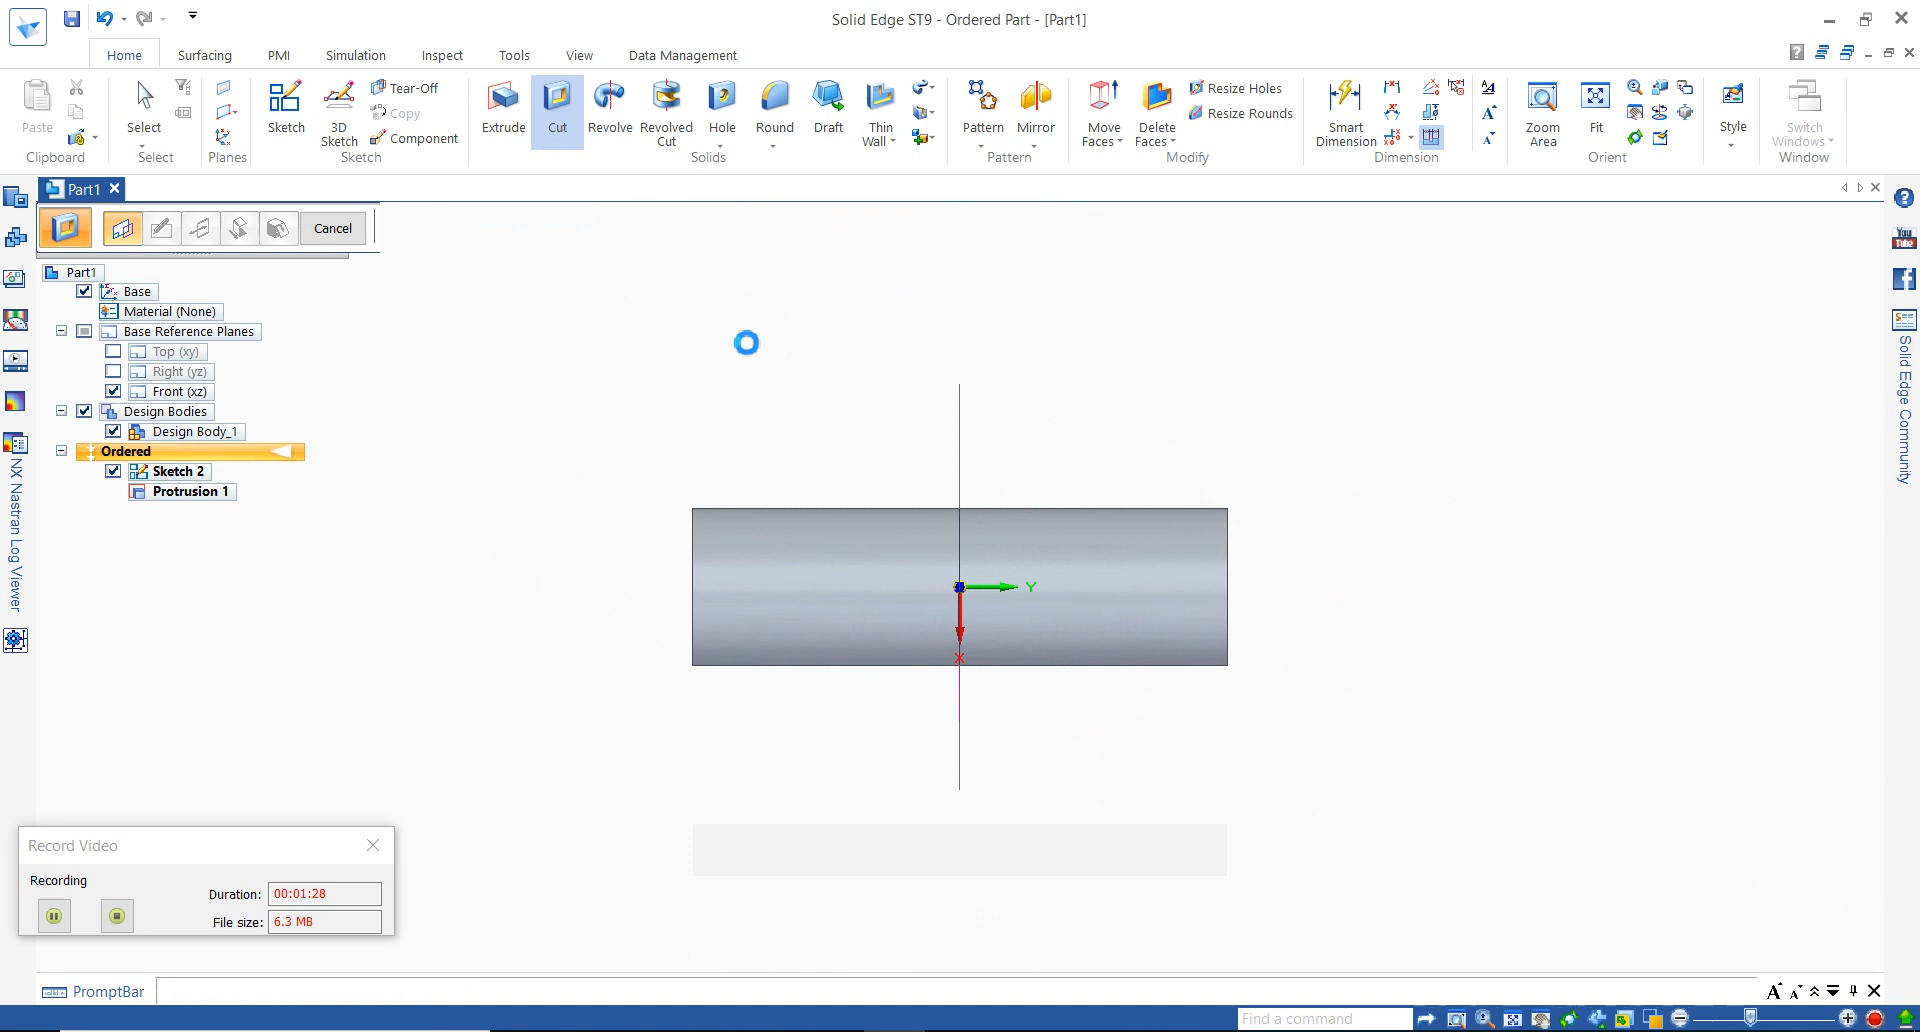 Solid Edge ST9 - Ordered Part - [Part1]
Home Surfacing PMI Simulation Inspect Tools View Data Management
Paste
Clipboard
Select
Select
Planes
Sketch
3D
Sketch
Tear-Off
Copy
Component
Sketch
Extrude
Cut
Revolve
Revolved
Cut
Hole
Round
Draft
Thin
Wall
Solids
Pattern
Mirror
Pattern
Move
Faces
Delete
Faces
Resize Holes
Resize Rounds
Modify
Smart
Dimension
Dimension
Zoom
Area
Fit
Orient
Style
Switch
Windows
Window
Part1
Cancel
Part1
Base
Material (None)
Base Reference Planes
Top (xy)
Right (yz)
Front (xz)
Design Bodies
Design Body_1
Ordered
Sketch 2
Protrusion 1
NX Nastran Log Viewer
You
Tube
Solid Edge Community
Y
X
Record Video
Recording
Duration: 00:01:28
File size: 6.3 MB
PromptBar
Find a command